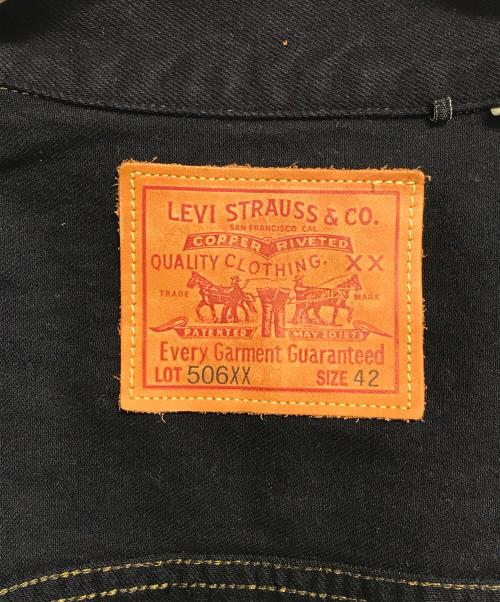 LEVI STRAUSS & CO.
SAN FRANCISCO, CAL.
COPPER RIVETED
QUALITY CLOTHING. XX
TRADE MARK
PATENTED MAY 20 1873
Every Garment Guaranteed
LOT 506XX SIZE 42